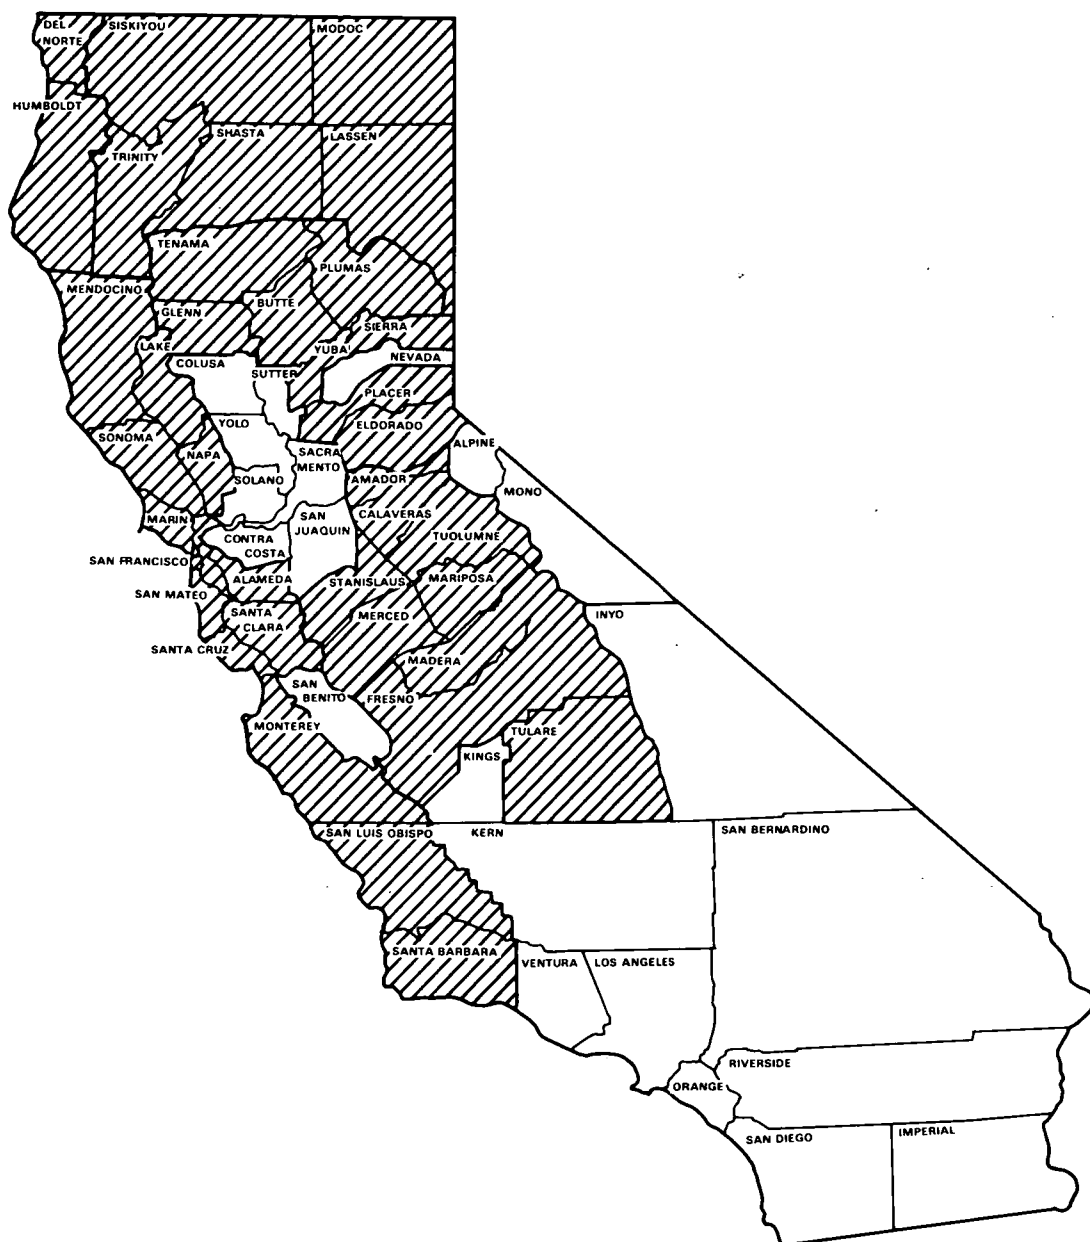 DEL
NORTE
SISKIYOU
MODOC
HUMBOLDT
TRINITY
SHASTA
LASSEN
TENAMA
PLUMAS
MENDOCINO
GLENN
BUTTE
LAKE
COLUSA
SIERRA
YUBA
NEVADA
SUTTER
PLACER
YOLO
ELDORADO
SONOMA
NAPA
SACRA
MENTO
ALPINE
SOLANO
AMADOR
MONO
MARIN
SAN
JUAQUIN
CALAVERAS
CONTRA
COSTA
TUOLUMNE
SAN FRANCISCO
ALAMEDA
STANISLAUS
MARIPOSA
SAN MATEO
SANTA
CLARA
MERCED
INYO
SANTA CRUZ
MADERA
SAN
BENITO
FRESNO
MONTEREY
TULARE
KINGS
SAN LUIS OBISPO
KERN
SAN BERNARDINO
SANTA BARBARA
VENTURA
LOS ANGELES
RIVERSIDE
ORANGE
SAN DIEGO
IMPERIAL